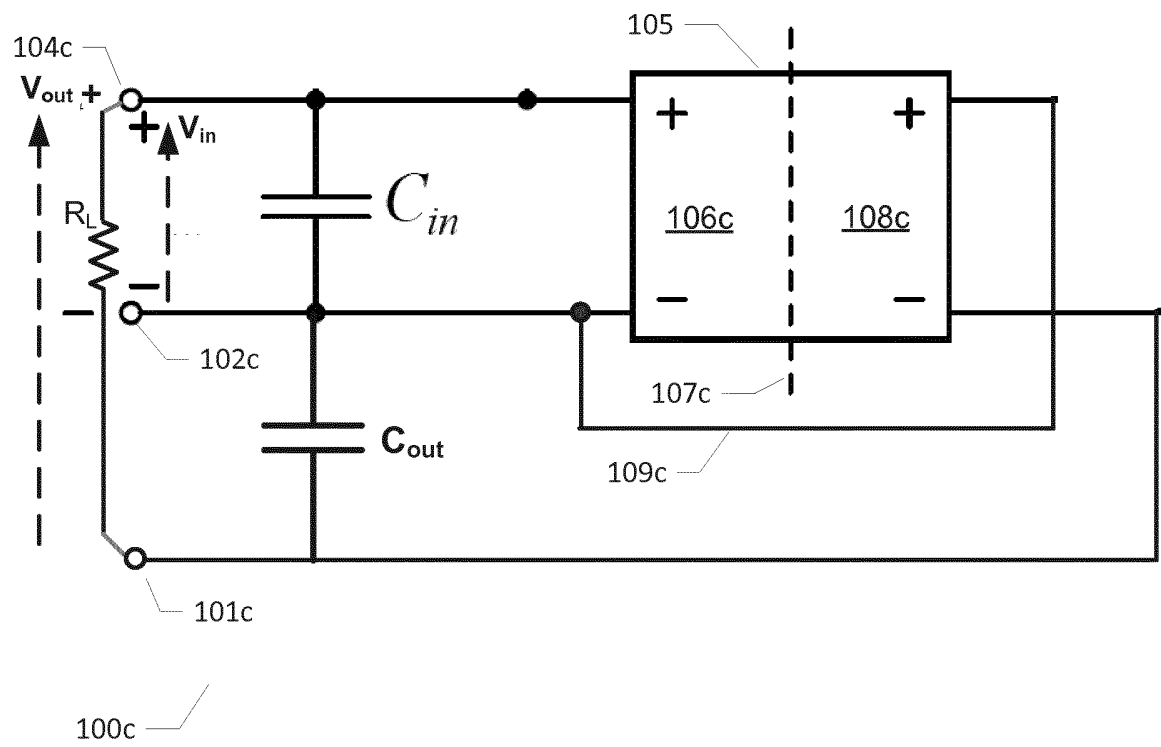 105
104c
Vout +
+
Vin
+
+
Cin
RL
106c
108c
−
−
−
−
102c
107c
Cout
109c
101c
100c